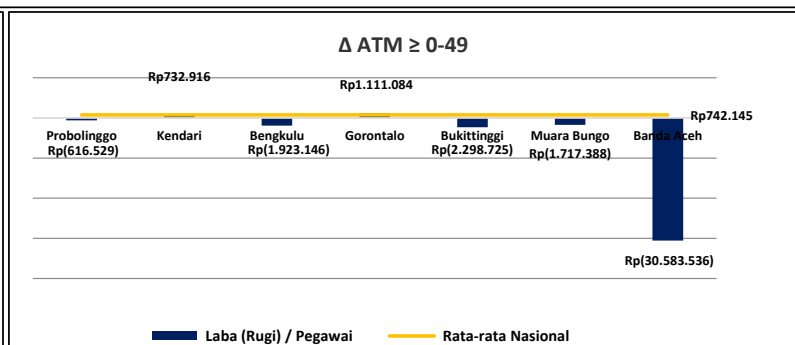 Δ ATM ≥ 0-49
Rp732.916
Rp1.111.084
Rp742.145
Probolinggo Kendari Bengkulu Gorontalo Bukittinggi Muara Bungo Banda Aceh
Rp(616.529) Rp(1.923.146) Rp(2.298.725) Rp(1.717.388)
Rp(30.583.536)
Laba (Rugi) / Pegawai Rata-rata Nasional